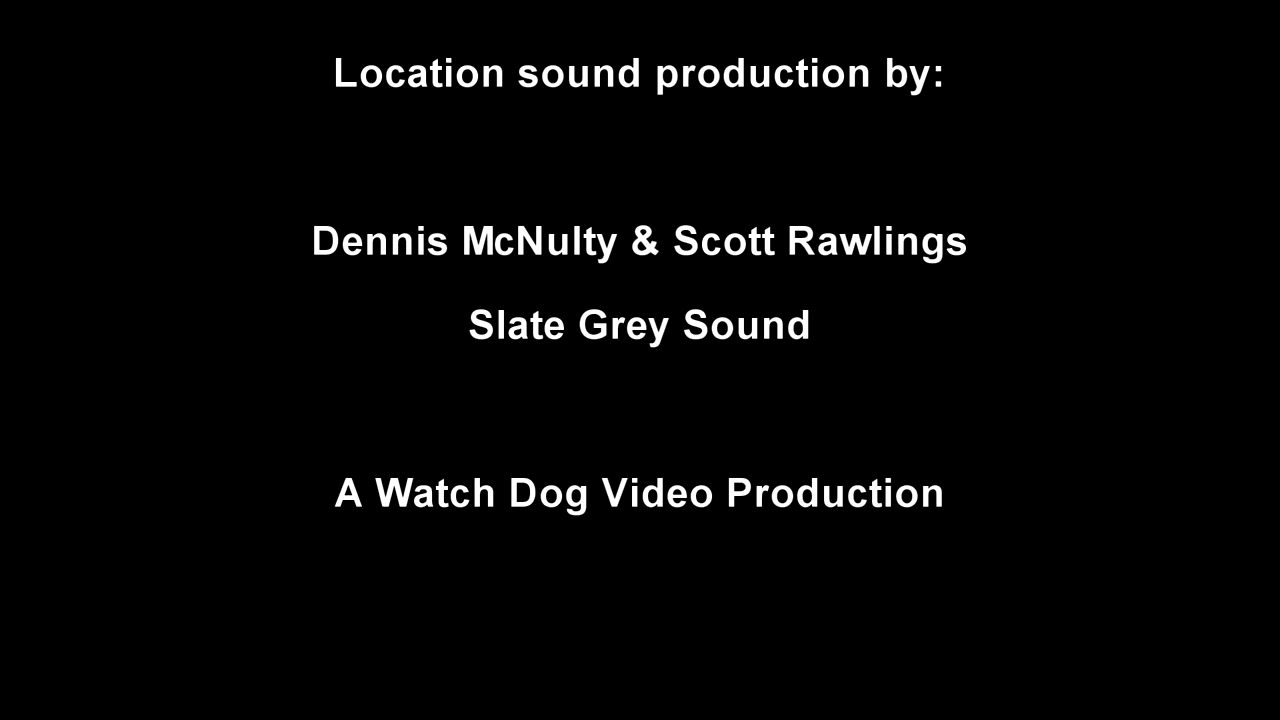 Location sound production by:
Dennis McNulty & Scott Rawlings
Slate Grey Sound
A Watch Dog Video Production